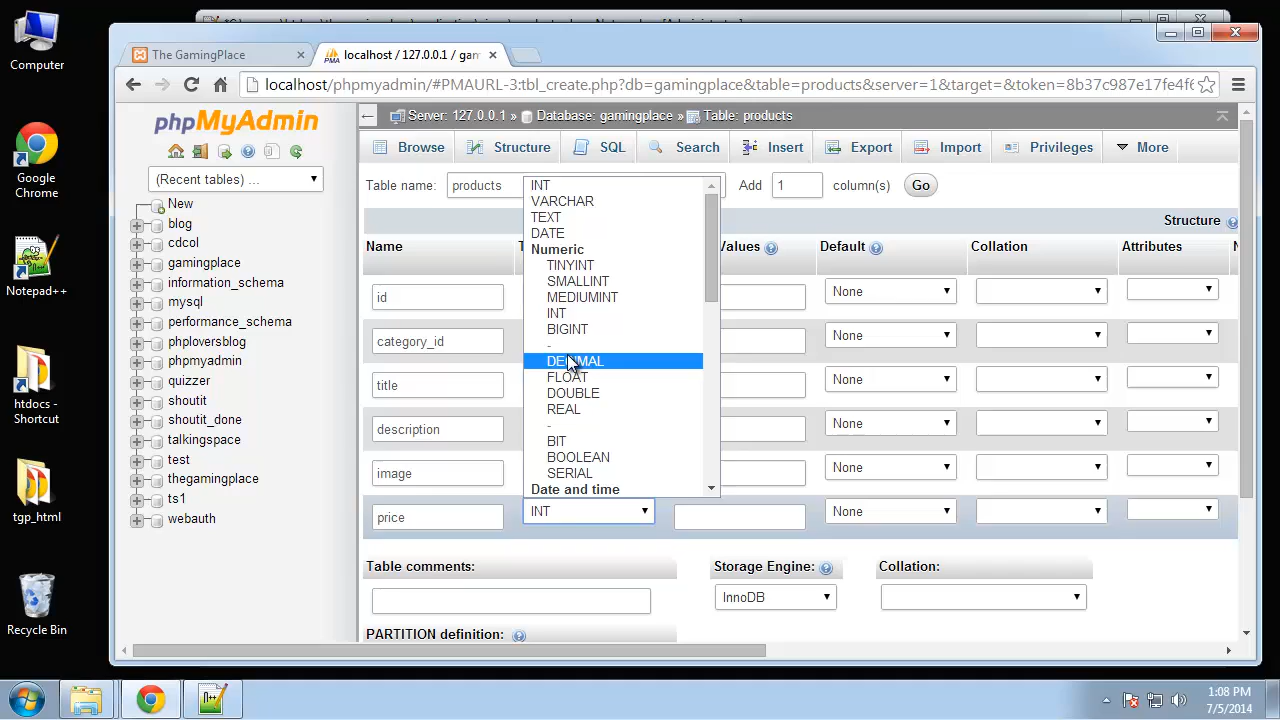 Computer
Google
Chrome
Notepad++
htdocs -
Shortcut
tgp_html
Recycle Bin
The GamingPlace
localhost / 127.0.0.1 / gam
localhost/phpmyadmin/#PMAURL-3:tbl_create.php?db=gamingplace&table=products&server=1&target=&token=8b37c987e17fe4f6
phpMyAdmin
(Recent tables) ...
New
blog
cdcol
gamingplace
information_schema
mysql
performance_schema
phploversblog
phpmyadmin
quizzer
shoutit
shoutit_done
talkingspace
test
thegamingplace
ts1
webauth
Server: 127.0.0.1 » Database: gamingplace » Table: products
Browse
Structure
SQL
Search
Insert
Export
Import
Privileges
More
Table name:
products
Add
1
column(s)
Go
Structure
Name
Values
Default
Collation
Attributes
id
None
category_id
None
title
None
description
None
image
None
price
INT
None
INT
VARCHAR
TEXT
DATE
Numeric
TINYINT
SMALLINT
MEDIUMINT
INT
BIGINT
-
DECIMAL
FLOAT
DOUBLE
REAL
-
BIT
BOOLEAN
SERIAL
Date and time
Table comments:
Storage Engine:
Collation:
InnoDB
PARTITION definition:
1:08 PM
7/5/2014